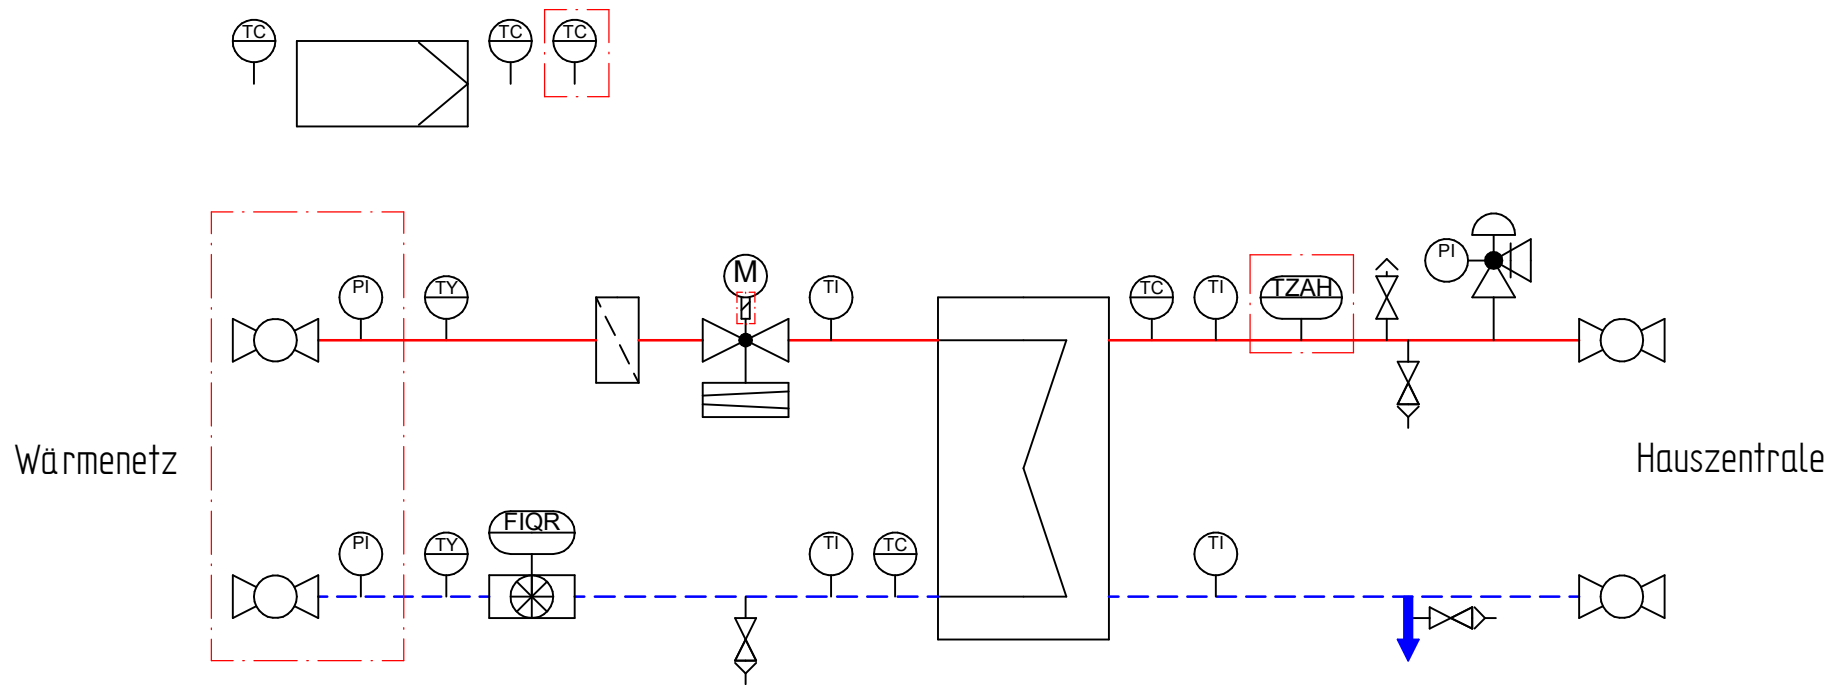 TC
TC
TC
PI
TY
M
TI
TC
TI
TZAH
PI
Wärmenetz
Hauszentrale
PI
TY
FIQR
TI
TC
TI